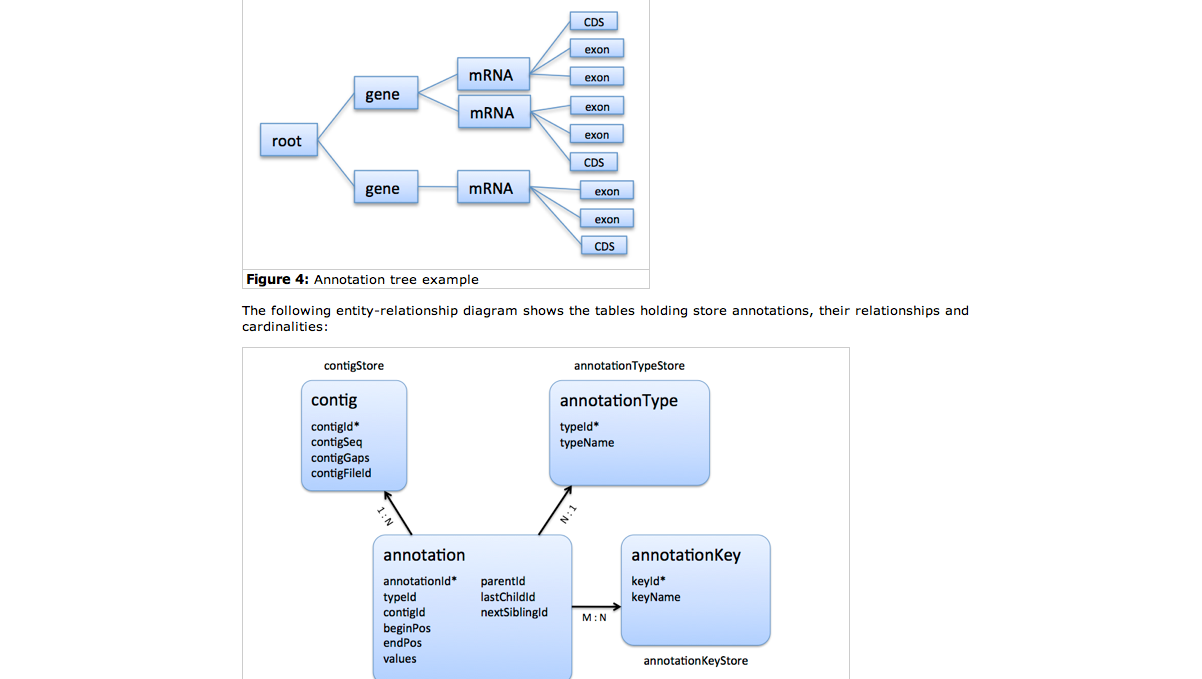 CDS
exon
mRNA
exon
gene
mRNA
exon
exon
root
CDS
gene
mRNA
exon
exon
CDS
Figure 4: Annotation tree example
The following entity-relationship diagram shows the tables holding store annotations, their relationships and
cardinalities:
contigStore
annotationTypeStore
contig
contigId*
contigSeq
contigGaps
contigFileId
annotationType
typeId*
typeName
1:N
N:1
annotation
annotationId*
typeId
contigId
beginPos
endPos
values
parentId
lastChildId
nextSiblingId
M:N
annotationKey
keyId*
keyName
annotationKeyStore